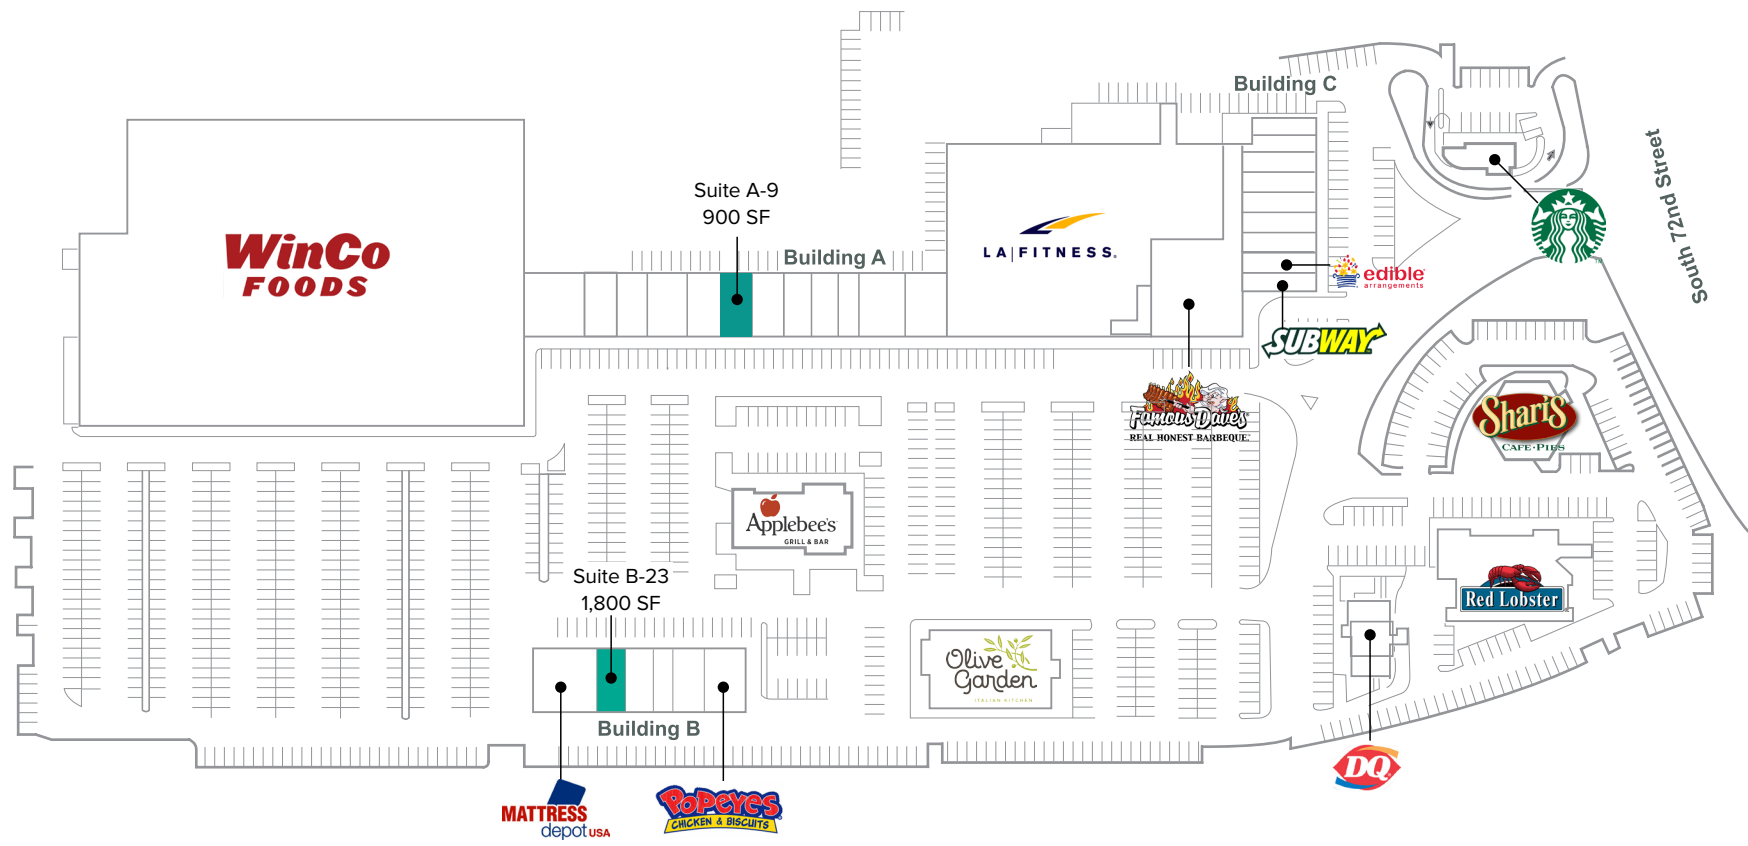 Building C
South 72nd Street
Suite A-9
900 SF
Building A
WinCo
FOODS
LA|FITNESS.
edible
arrangements
SUBWAY
Famous Dave's
REAL HONEST BARBEQUE
Shari's
CAFE • PIES
Applebee's
GRILL & BAR
Suite B-23
1,800 SF
Red Lobster
Olive
Garden
ITALIAN KITCHEN
Building B
DQ
MATTRESS
depot USA
POPEYES
CHICKEN & BISCUITS